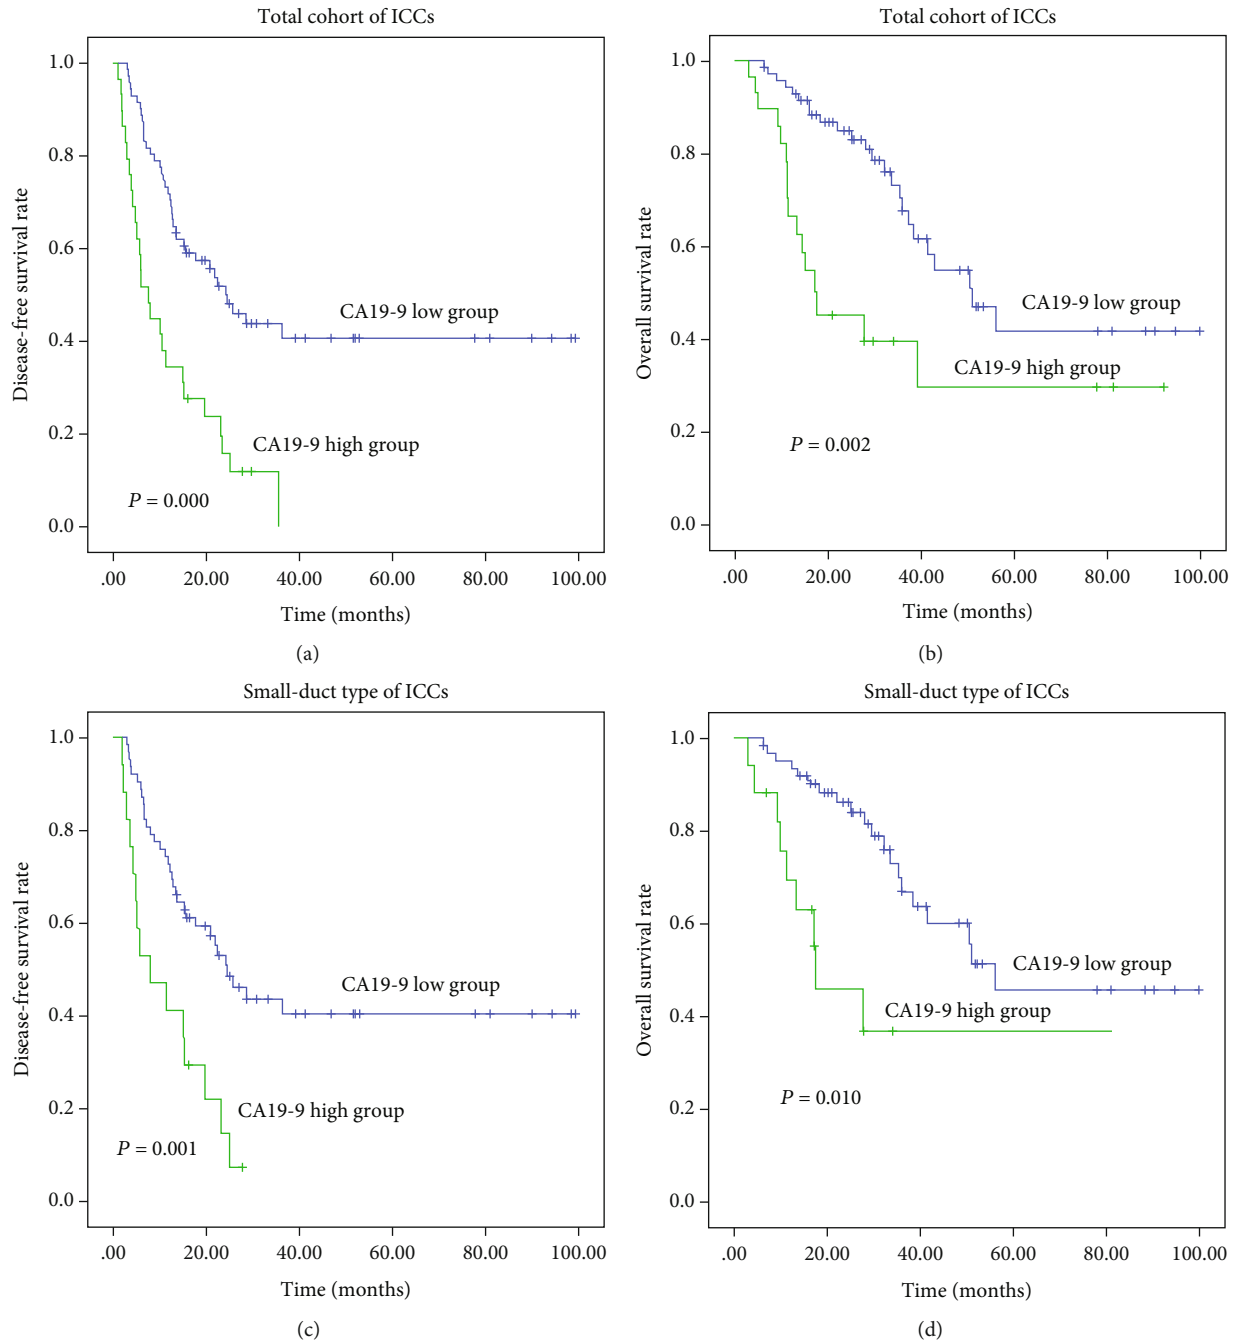 Total cohort of ICCs
Disease-free survival rate
1.0
0.8
0.6
0.4
0.2
0.0
CA19-9 low group
CA19-9 high group
P = 0.000
.00 20.00 40.00 60.00 80.00 100.00
Time (months)
(a)
Total cohort of ICCs
Overall survival rate
1.0
0.8
0.6
0.4
0.2
0.0
CA19-9 low group
CA19-9 high group
P = 0.002
.00 20.00 40.00 60.00 80.00 100.00
Time (months)
(b)
Small-duct type of ICCs
Disease-free survival rate
1.0
0.8
0.6
0.4
0.2
0.0
CA19-9 low group
CA19-9 high group
P = 0.001
.00 20.00 40.00 60.00 80.00 100.00
Time (months)
(c)
Small-duct type of ICCs
Overall survival rate
1.0
0.8
0.6
0.4
0.2
0.0
CA19-9 low group
CA19-9 high group
P = 0.010
.00 20.00 40.00 60.00 80.00 100.00
Time (months)
(d)